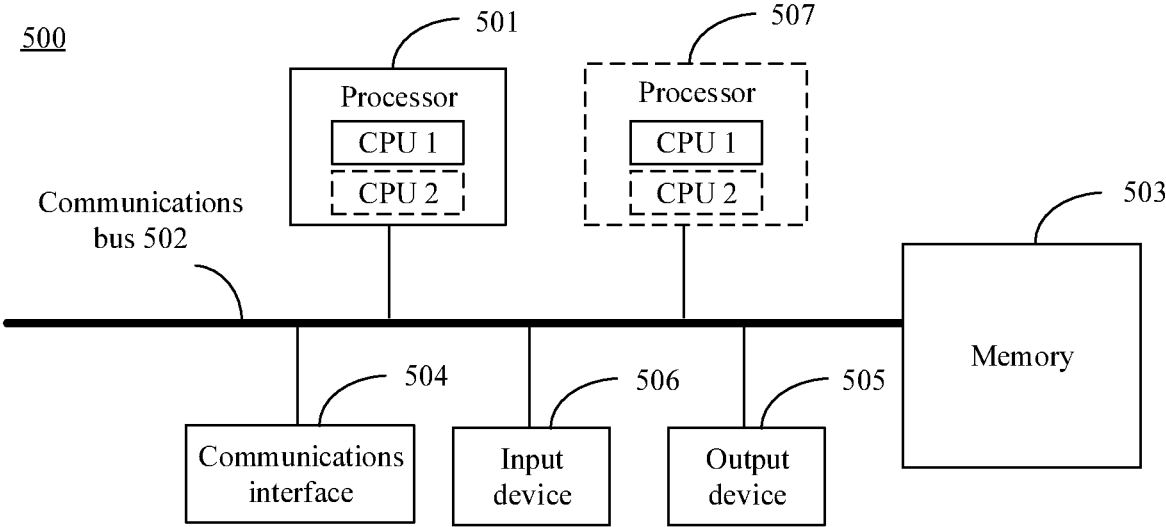 500
501
507
Processor
CPU 1
CPU 2
Processor
CPU 1
CPU 2
Communications
bus 502
503
Memory
504
506
505
Communications
interface
Input
device
Output
device